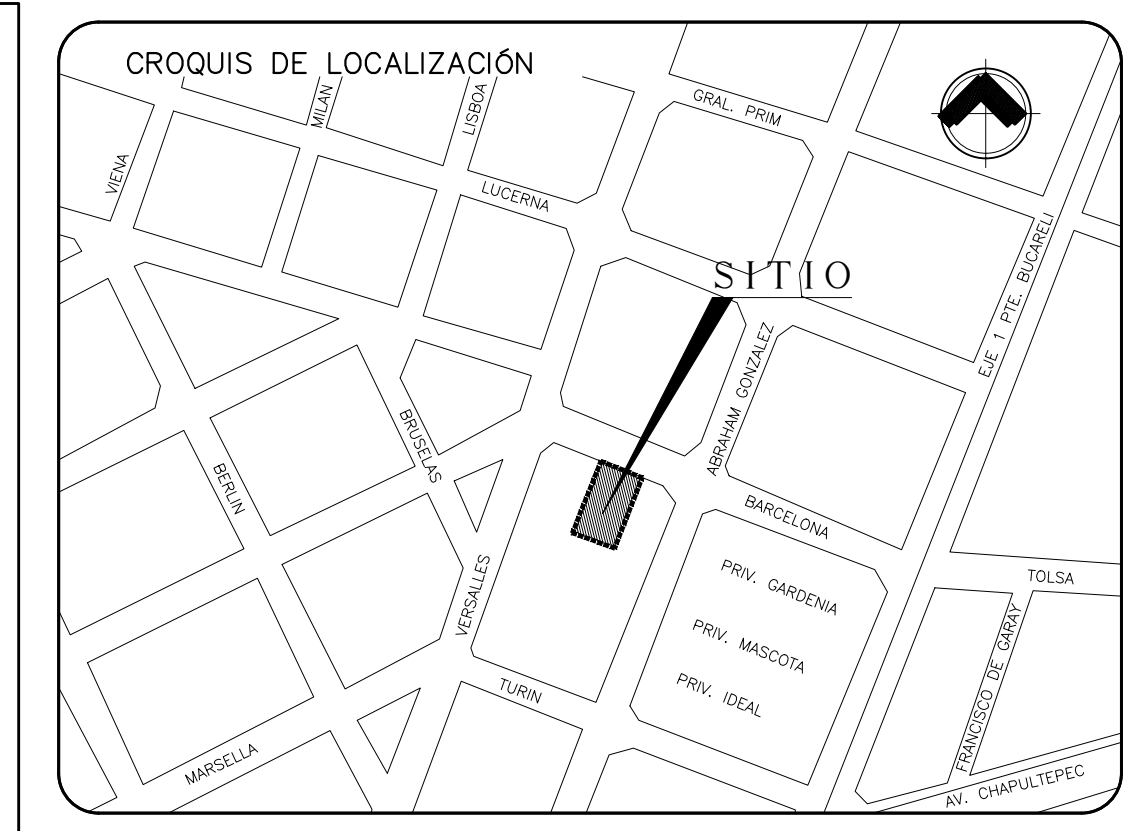 CROQUIS DE LOCALIZACIÓN
MILAN
LISBOA
GRAL. PRIM
VIENA
LUCERNA
EJE 1 PTE. BUCARELI
SITIO
ABRAHAM GONZALEZ
BRUSELAS
BERLIN
BARCELONA
VERSALLES
PRIV. GARDENIA
TOLSA
PRIV. MASCOTA
FRANCISCO DE GARAY
PRIV. IDEAL
TURIN
MARSELLA
AV. CHAPULTEPEC